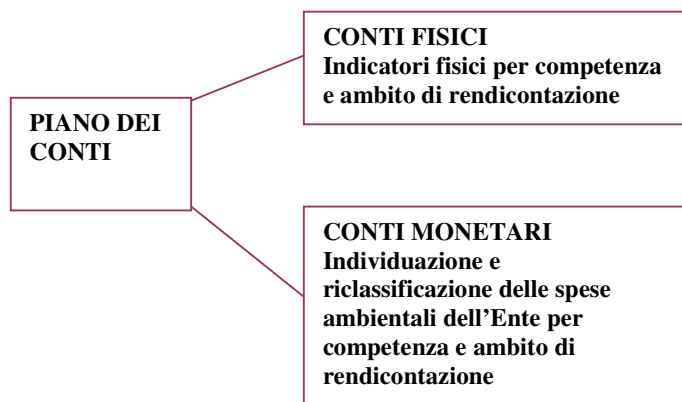 PIANO DEI
CONTI
CONTI FISICI
Indicatori fisici per competenza
e ambito di rendicontazione
CONTI MONETARI
Individuazione e
riclassificazione delle spese
ambientali dell’Ente per
competenza e ambito di
rendicontazione